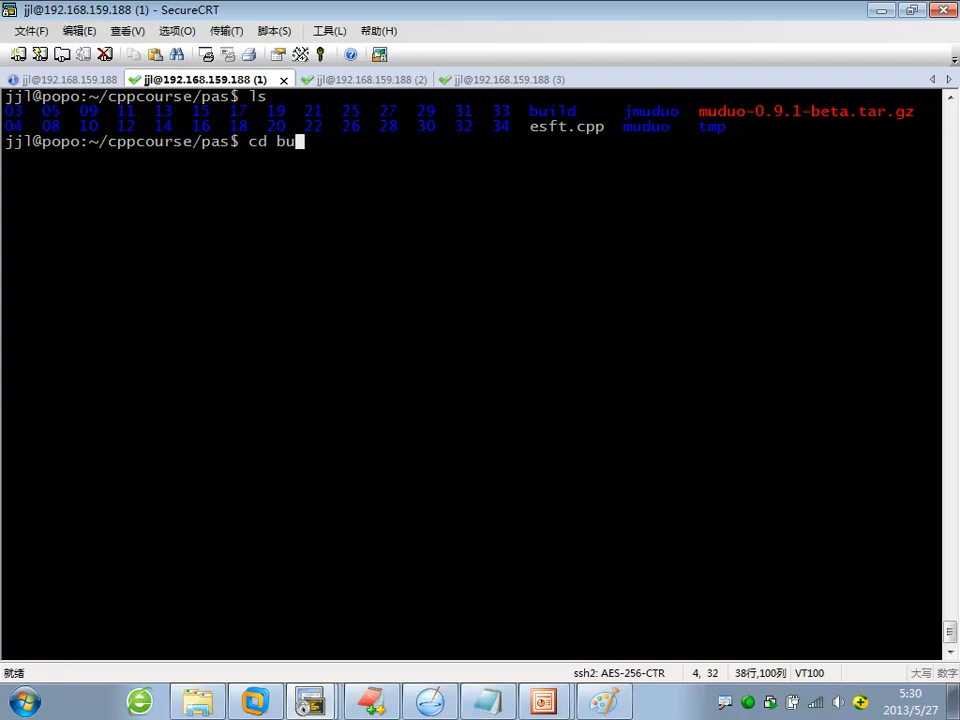 jjl@192.168.159.188 (1) - SecureCRT
文件(F) 编辑(E) 查看(V) 选项(O) 传输(T) 脚本(S) 工具(L) 帮助(H)
jjl@192.168.159.188 jjl@192.168.159.188 (1) jjl@192.168.159.188 (2) jjl@192.168.159.188 (3)
jjl@popo:~/cppcourse/pas$ ls
03 05 09 11 13 15 17 19 21 25 27 29 31 33 build jmuduo muduo-0.9.1-beta.tar.gz
04 08 10 12 14 16 18 20 22 26 28 30 32 34 esft.cpp muduo tmp
jjl@popo:~/cppcourse/pas$ cd bu
就绪 ssh2: AES-256-CTR 4, 32 38行,100列 VT100 大写 数字
5:30
2013/5/27